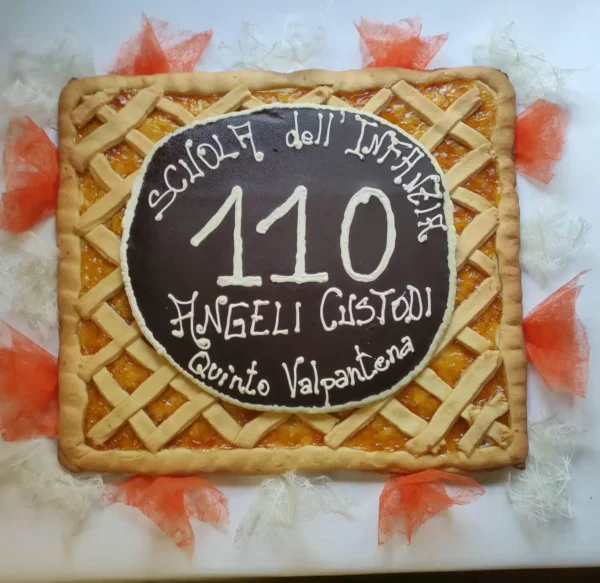 SCUOLA dell'INFANZIA
110
ANGELI CUSTODI
Quinto Valpantena